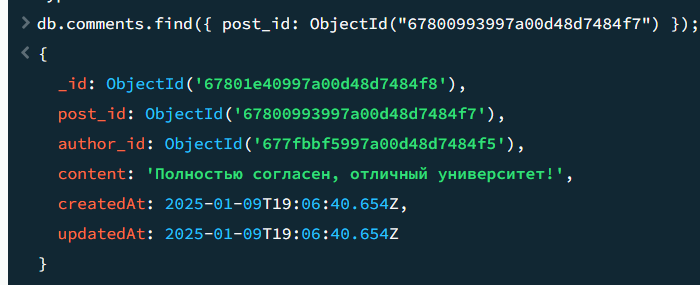 > db.comments.find({ post_id: ObjectId("67800993997a00d48d7484f7") });
< {
_id: ObjectId('67801e40997a00d48d7484f8'),
post_id: ObjectId('67800993997a00d48d7484f7'),
author_id: ObjectId('677fbbf5997a00d48d7484f5'),
content: 'Полностью согласен, отличный университет!',
createdAt: 2025-01-09T19:06:40.654Z,
updatedAt: 2025-01-09T19:06:40.654Z
}